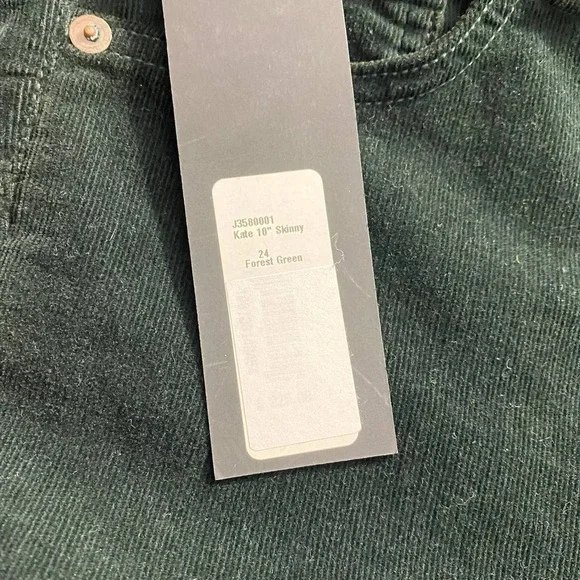 J3580001
Kate 10" Skinny
24
Forest Green